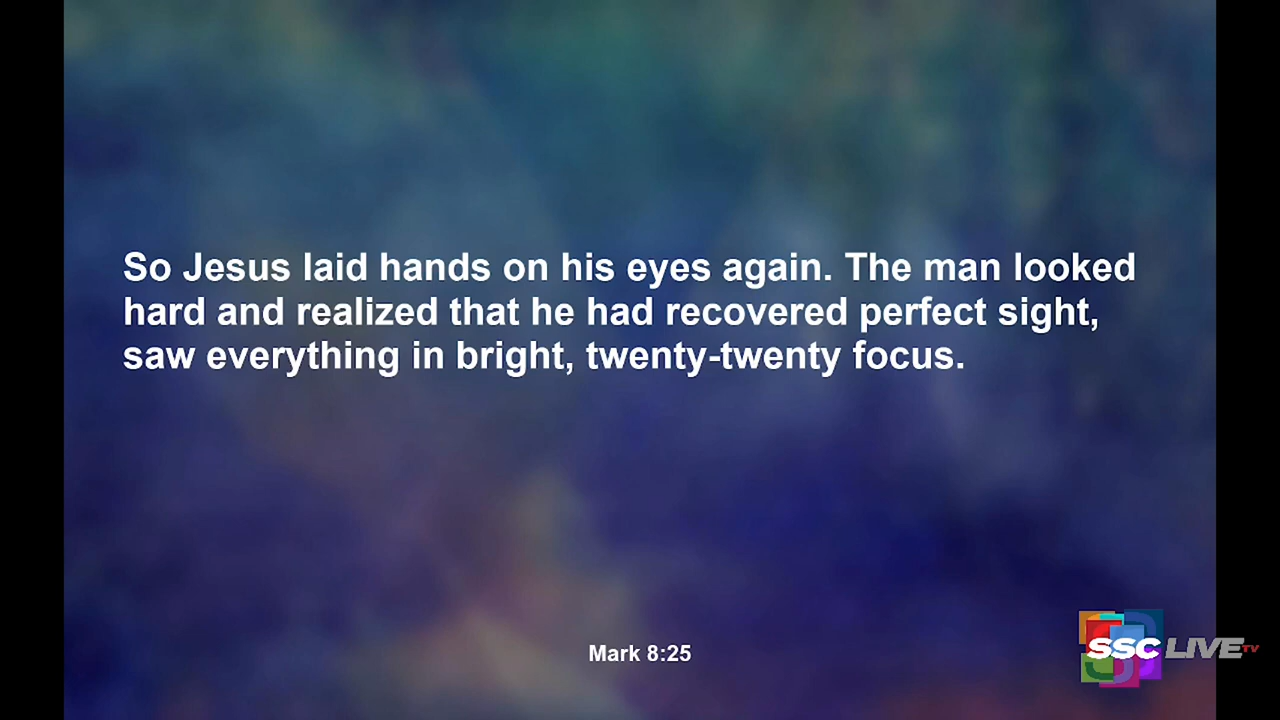 So Jesus laid hands on his eyes again. The man looked
hard and realized that he had recovered perfect sight,
saw everything in bright, twenty-twenty focus.
Mark 8:25
SSC LIVE TV